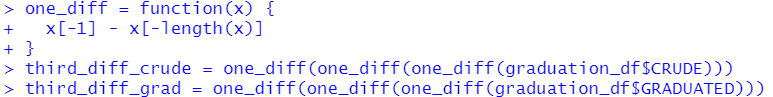 > one_diff = function(x) {
+   x[-1] - x[-length(x)]
+ }
> third_diff_crude = one_diff(one_diff(one_diff(graduation_df$CRUDE)))
> third_diff_grad = one_diff(one_diff(one_diff(graduation_df$GRADUATED)))